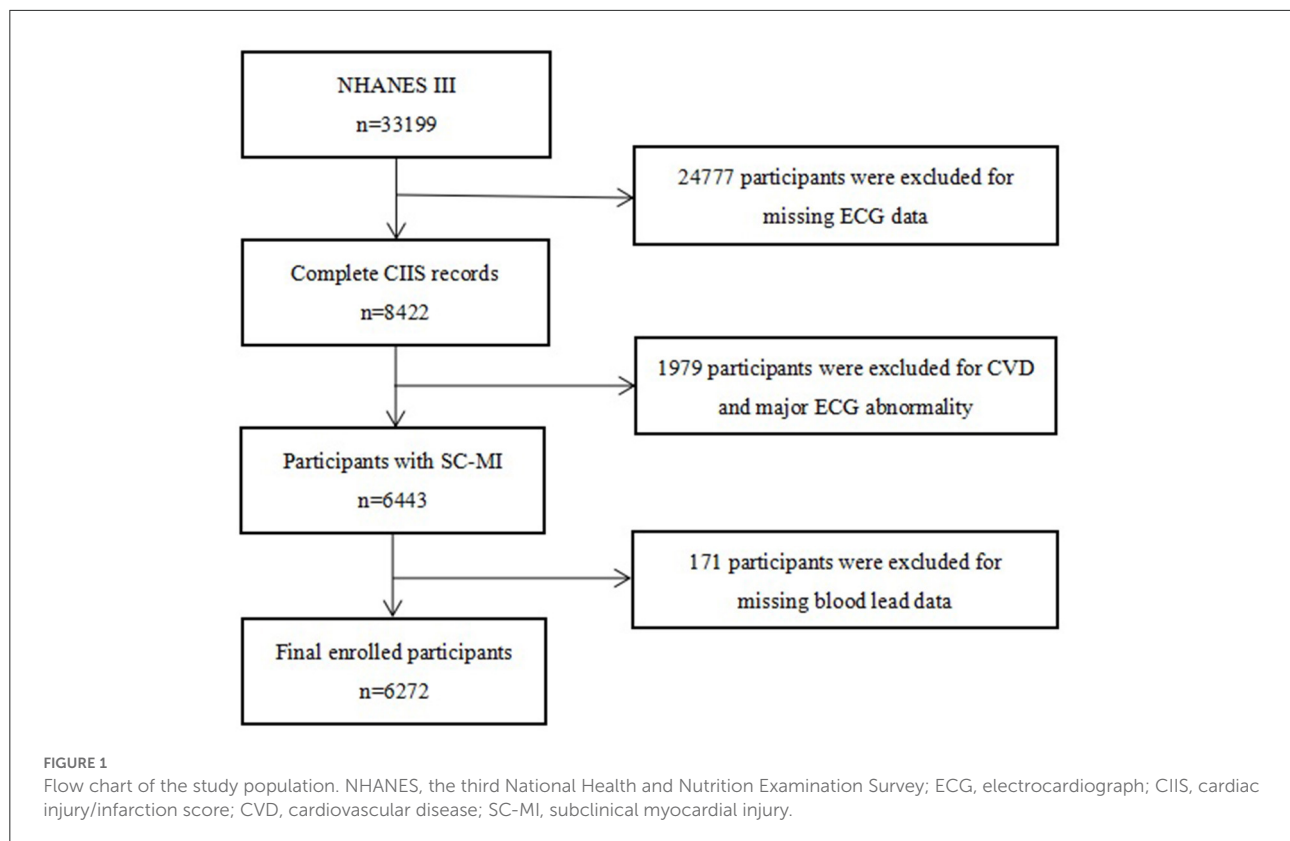 NHANES III
n=33199
24777 participants were excluded for
missing ECG data
Complete CIIS records
n=8422
1979 participants were excluded for CVD
and major ECG abnormality
Participants with SC-MI
n=6443
171 participants were excluded for
missing blood lead data
Final enrolled participants
n=6272
FIGURE 1
Flow chart of the study population. NHANES, the third National Health and Nutrition Examination Survey; ECG, electrocardiograph; CIIS, cardiac
injury/infarction score; CVD, cardiovascular disease; SC-MI, subclinical myocardial injury.